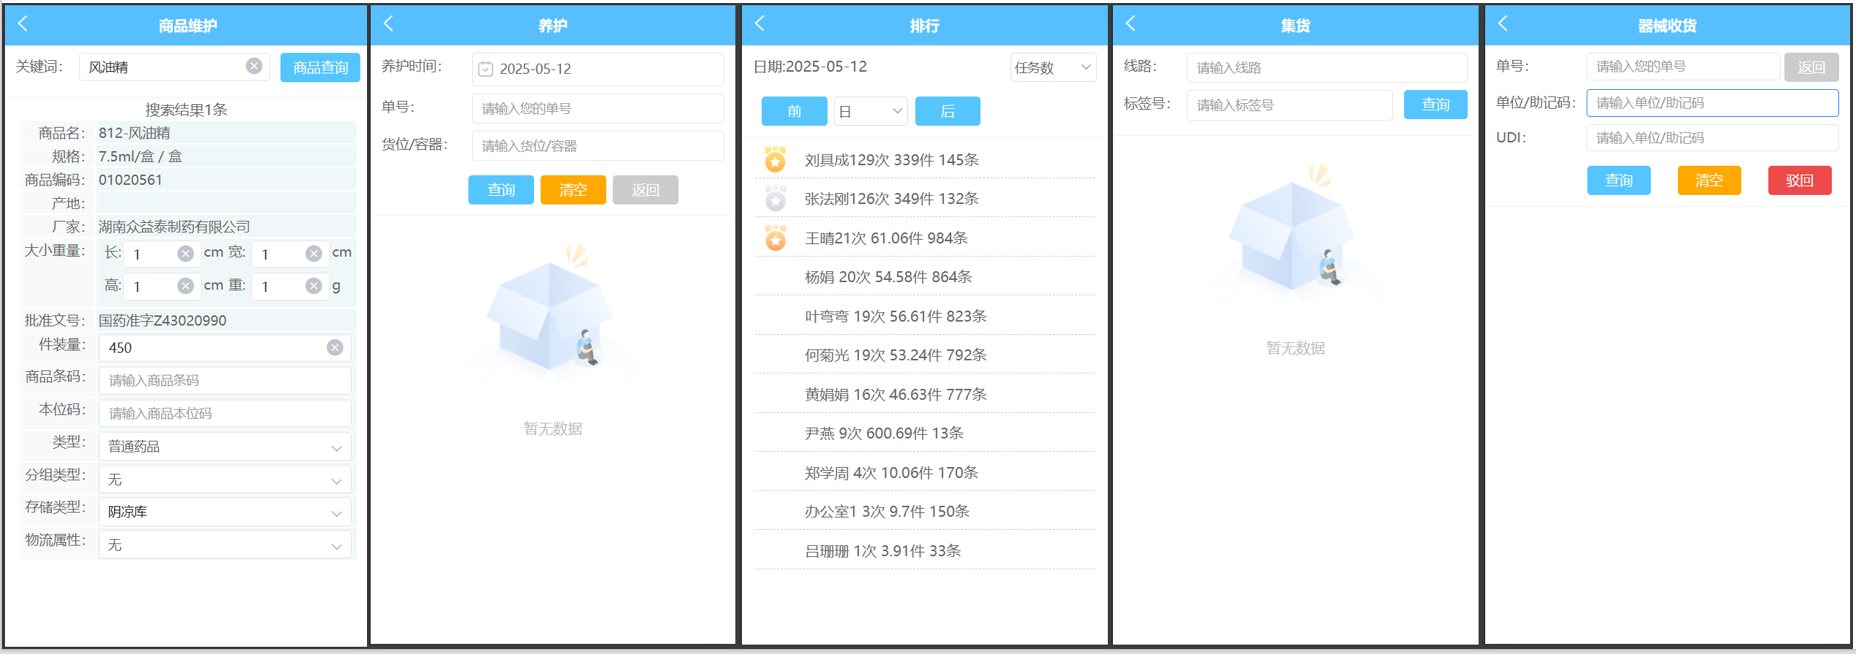 商品维护
关键词：
风油精
商品查询
搜索结果1条
商品名： 812-风油精
规格： 7.5ml/盒 / 盒
商品编码： 01020561
产地：
厂家： 湖南众益泰制药有限公司
大小重量： 长: 1 cm 宽: 1 cm
高: 1 cm 重: 1 g
批准文号： 国药准字Z43020990
件装量： 450
商品条码： 请输入商品条码
本位码： 请输入商品本位码
类型： 普通药品
分组类型： 无
存储类型： 阴凉库
物流属性： 无
养护
养护时间： 2025-05-12
单号： 请输入您的单号
货位/容器： 请输入货位/容器
查询 清空 返回
暂无数据
排行
日期:2025-05-12 任务数
前 日 后
刘具成129次 339件 145条
张法刚126次 349件 132条
王晴21次 61.06件 984条
杨娟 20次 54.58件 864条
叶弯弯 19次 56.61件 823条
何菊光 19次 53.24件 792条
黄娟娟 16次 46.63件 777条
尹燕 9次 600.69件 13条
郑学周 4次 10.06件 170条
办公室1 3次 9.7件 150条
吕珊珊 1次 3.91件 33条
集货
线路： 请输入线路
标签号： 请输入标签号 查询
暂无数据
器械收货
单号： 请输入您的单号 返回
单位/助记码： 请输入单位/助记码
UDI： 请输入单位/助记码
查询 清空 驳回